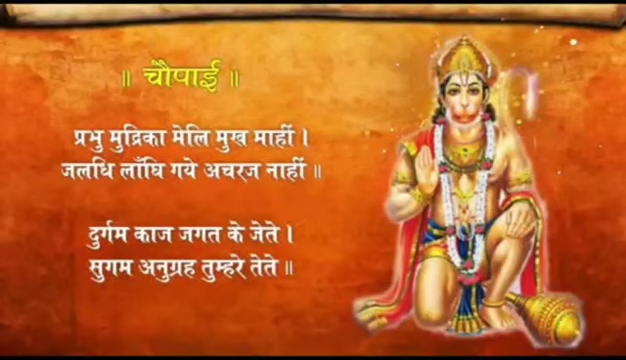 ॥ चौपाई ॥
प्रभु मुद्रिका मेलि मुख माहीं ।
जलधि लाँघि गये अचरज नाहीं ॥
दुर्गम काज जगत के जेते ।
सुगम अनुग्रह तुम्हरे तेते ॥